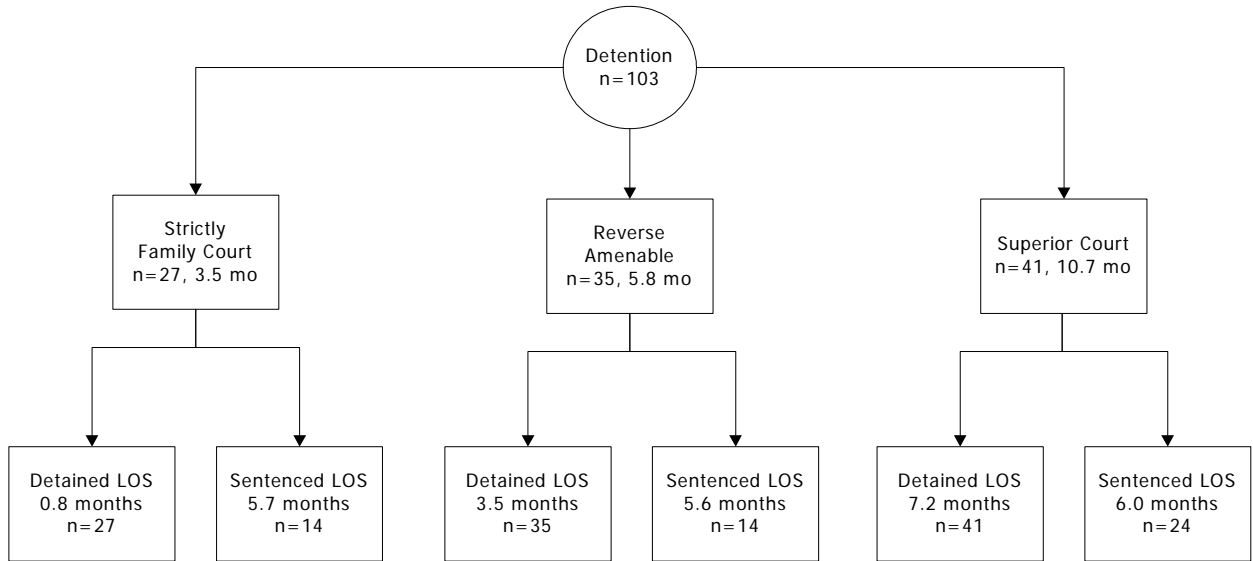 Detention
n=103
Strictly
Family Court
n=27, 3.5 mo
Reverse
Amenable
n=35, 5.8 mo
Superior Court
n=41, 10.7 mo
Detained LOS
0.8 months
n=27
Sentenced LOS
5.7 months
n=14
Detained LOS
3.5 months
n=35
Sentenced LOS
5.6 months
n=14
Detained LOS
7.2 months
n=41
Sentenced LOS
6.0 months
n=24